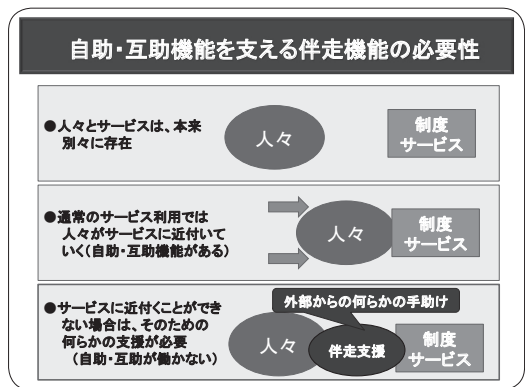 自助・互助機能を支える伴走機能の必要性
●人々とサービスは、本来
別々に存在
人々
制度
サービス
●通常のサービス利用では
人々がサービスに近付いて
いく(自助・互助機能がある)
人々
制度
サービス
●サービスに近付くことができ
ない場合は、そのための
何らかの支援が必要
(自助・互助が働かない)
外部からの何らかの手助け
人々
伴走支援
制度
サービス